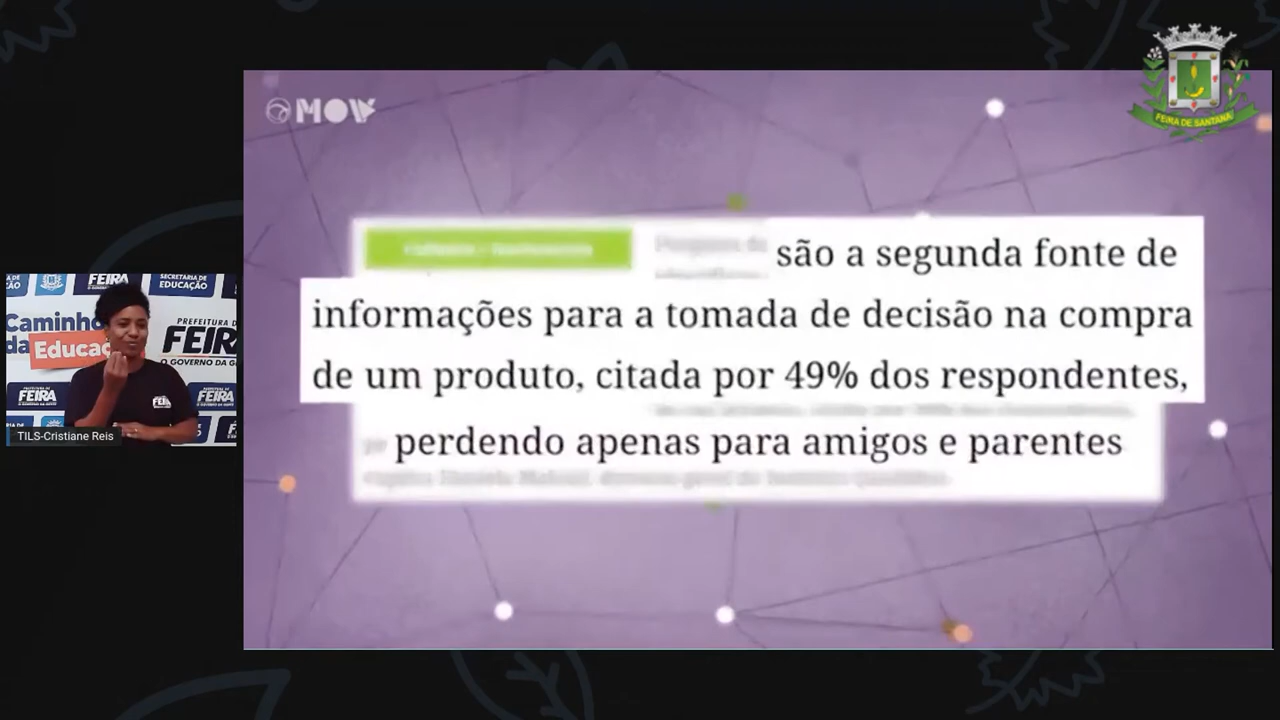 MOV
FEIRA DE SANTANA
são a segunda fonte de
informações para a tomada de decisão na compra
de um produto, citada por 49% dos respondentes,
perdendo apenas para amigos e parentes
FEIRA
SECRETARIA DE
EDUCAÇÃO
Caminho
da Educaç
PREFEITURA D
FEIR
O GOVERNO DA G
FEIRA
FEIRA
TILS-Cristiane Reis